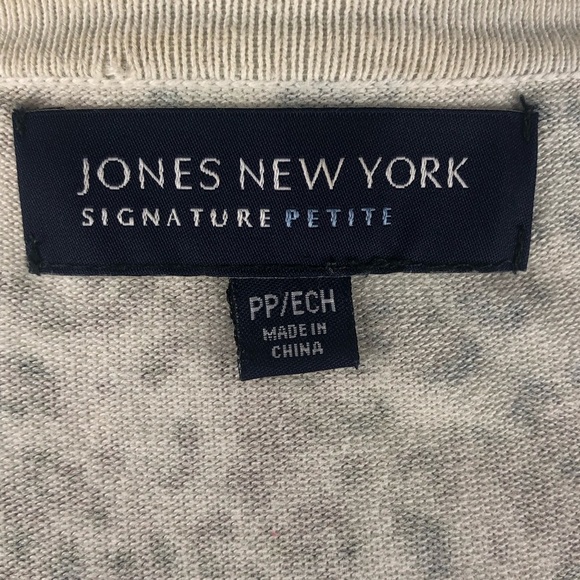 JONES NEW YORK
SIGNATURE PETITE
PP/ECH
MADE IN
CHINA